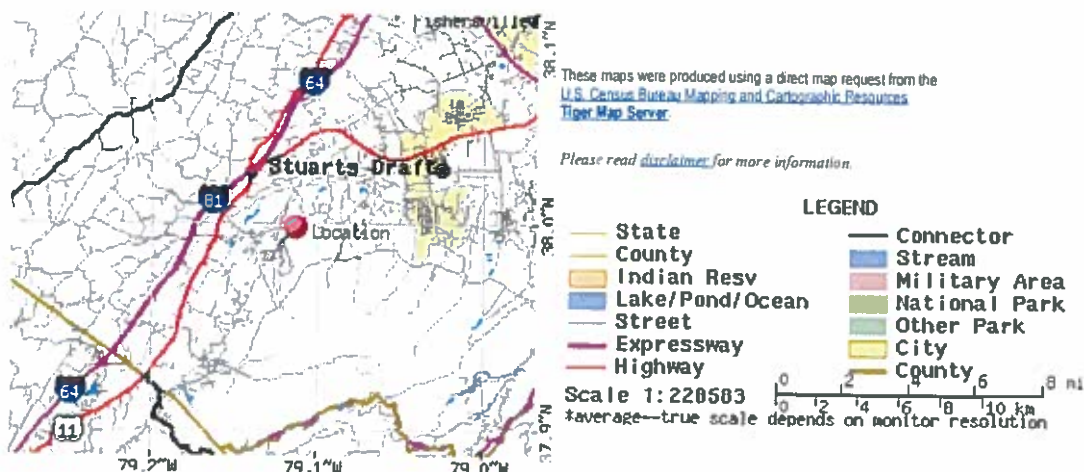 Fishersville
38.1°N
64
Stuarts Draft
81
Location
38.0°N
64
11
37.9°N
79.2°W 79.1°W 79.0°W
These maps were produced using a direct map request from the
U.S. Census Bureau Mapping and Cartographic Resources
Tiger Map Server.
Please read disclaimer for more information.
LEGEND
State
County
Indian Resv
Lake/Pond/Ocean
Street
Expressway
Highway
Connector
Stream
Military Area
National Park
Other Park
City
County
Scale 1:228583
*average--true scale depends on monitor resolution
0 2 4 6 8 mi
0 2 4 6 8 10 km